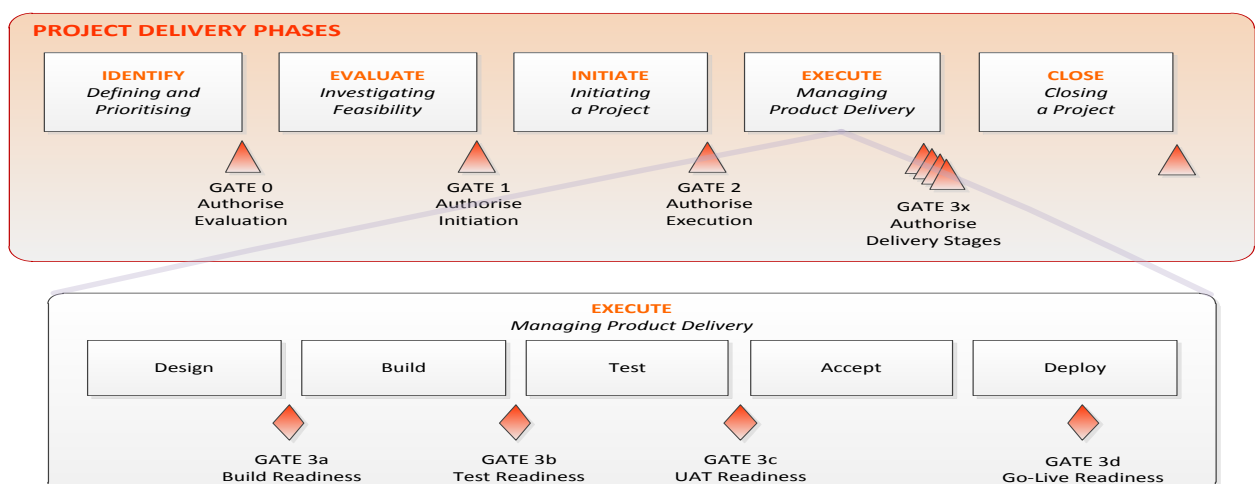 PROJECT DELIVERY PHASES
IDENTIFY
Defining and
Prioritising
EVALUATE
Investigating
Feasibility
INITIATE
Initiating
a Project
EXECUTE
Managing
Product Delivery
CLOSE
Closing
a Project
GATE 0
Authorise
Evaluation
GATE 1
Authorise
Initiation
GATE 2
Authorise
Execution
GATE 3x
Authorise
Delivery Stages
EXECUTE
Managing Product Delivery
Design
Build
Test
Accept
Deploy
GATE 3a
Build Readiness
GATE 3b
Test Readiness
GATE 3c
UAT Readiness
GATE 3d
Go-Live Readiness